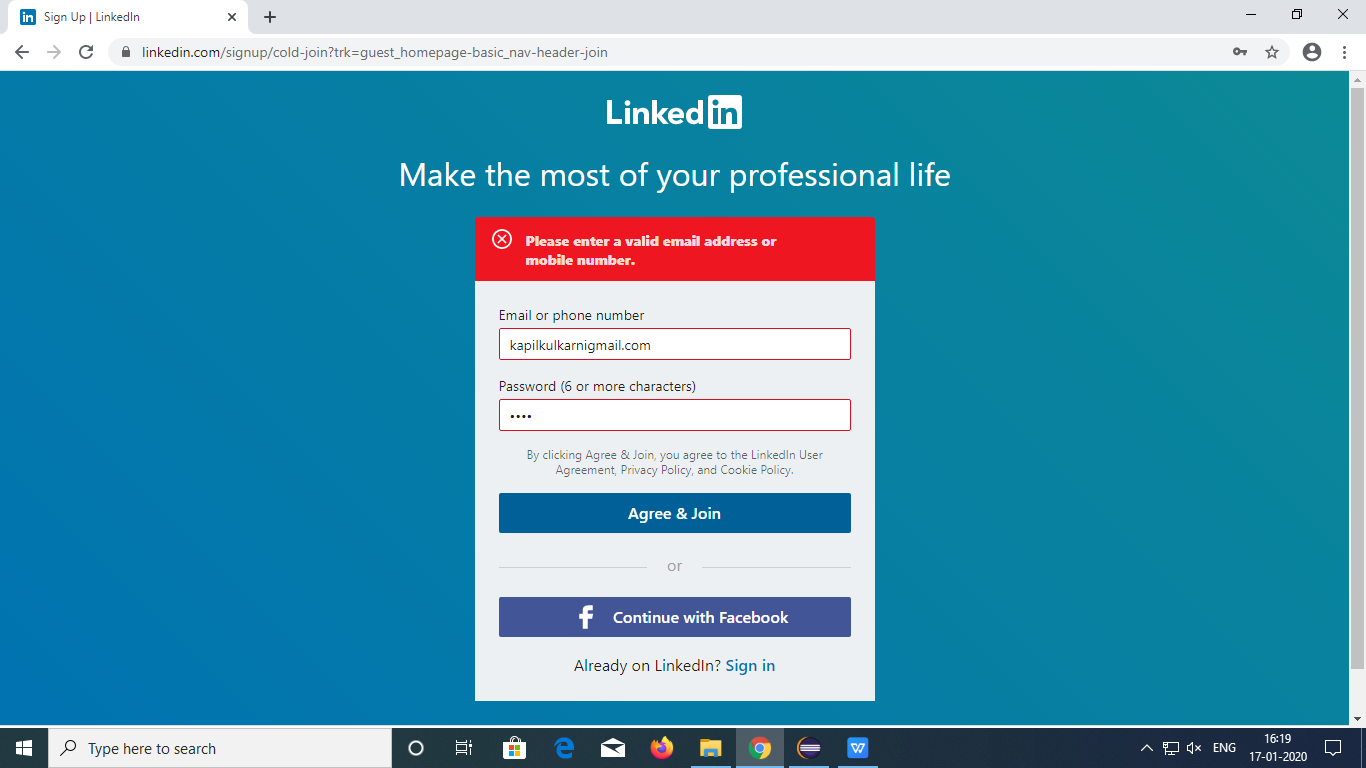 Sign Up | LinkedIn
linkedin.com/signup/cold-join?trk=guest_homepage-basic_nav-header-join
Linked in
Make the most of your professional life
Please enter a valid email address or
mobile number.
Email or phone number
kapilkulkarnigmail.com
Password (6 or more characters)
••••
By clicking Agree & Join, you agree to the LinkedIn User
Agreement, Privacy Policy, and Cookie Policy.
Agree & Join
or
Continue with Facebook
Already on LinkedIn? Sign in
Type here to search
ENG
16:19
17-01-2020